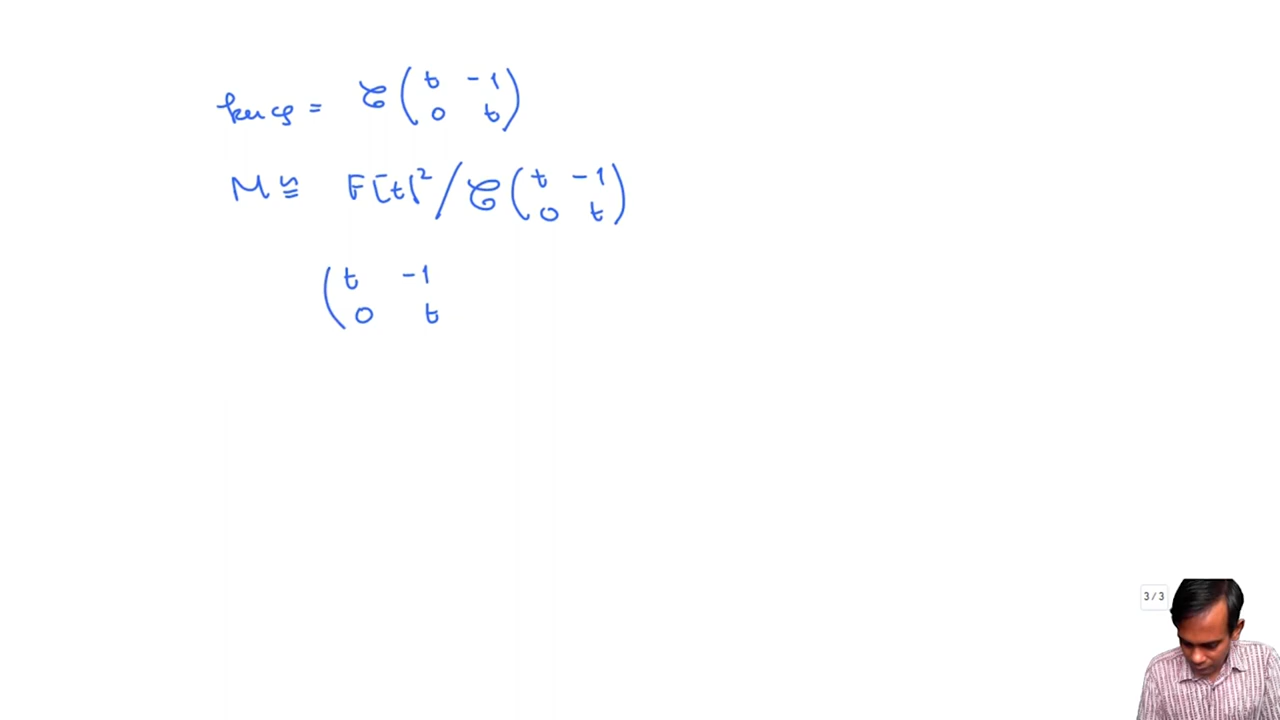 ker φ = 𝒞 ( t -1
0 t )
M ≅ F[t]² / 𝒞 ( t -1
0 t )
( t -1
0 t
3 / 3